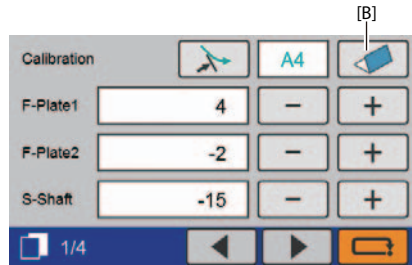 [B]
Calibration A4
F-Plate1 4 − +
F-Plate2 -2 − +
S-Shaft -15 − +
1/4